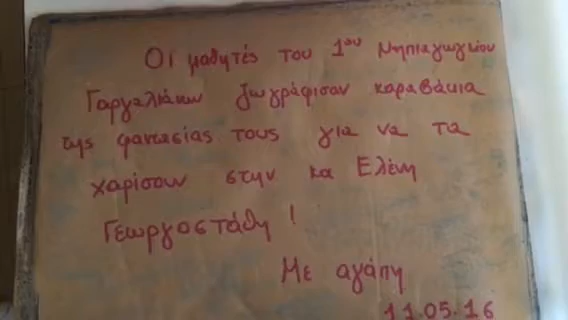 Οι μαθητές του 1ου Νηπιαγωγείου
Γαργαλιάνων ζωγράφισαν καραβάκια
της φαντασίας τους για να τα
χαρίσουν στην κα Ελένη
Γεωργοστάθη!
Με αγάπη
11.05.16